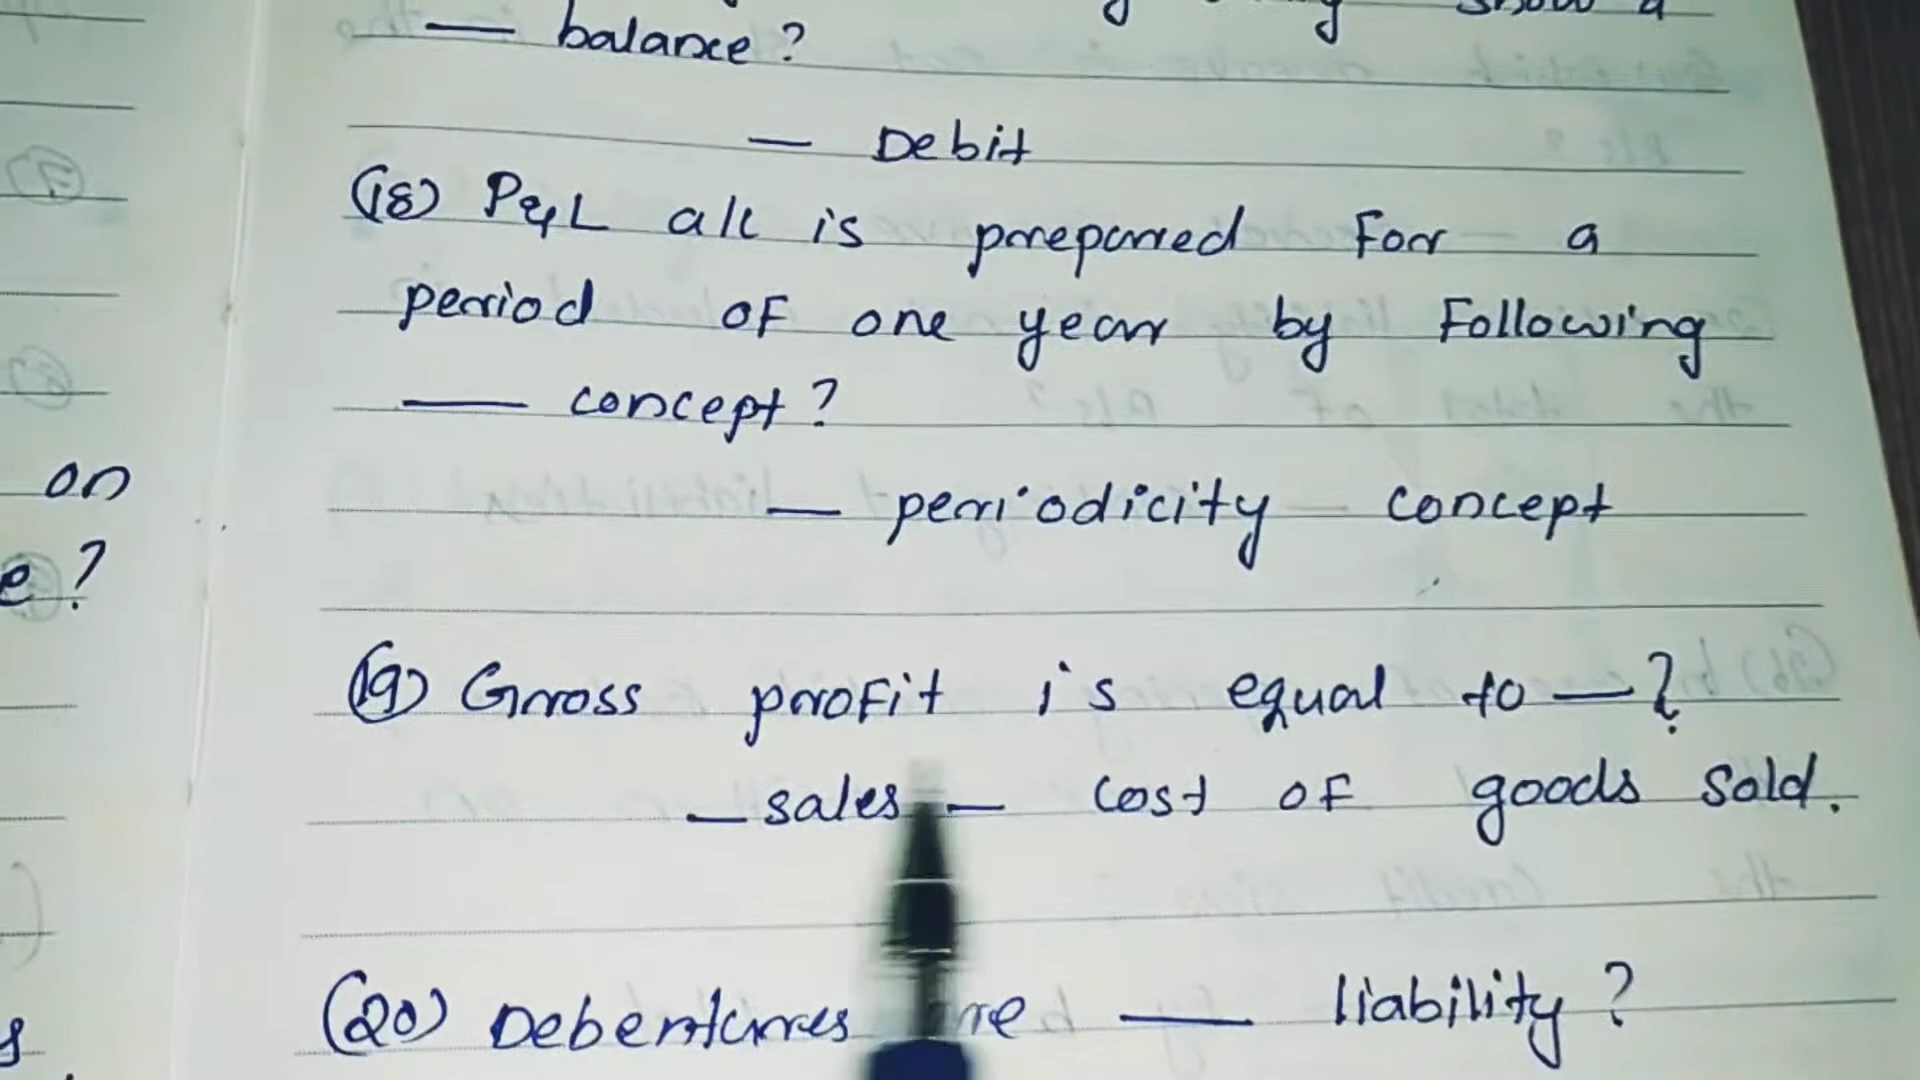 show a
— balance?
— Debit
(18) P&L a/c is prepared for a
period of one year by following
— concept?
— periodicity concept
on
e?
(19) Gross profit is equal to —?
— sales — cost of goods sold.
(20) Debentures are — liability?